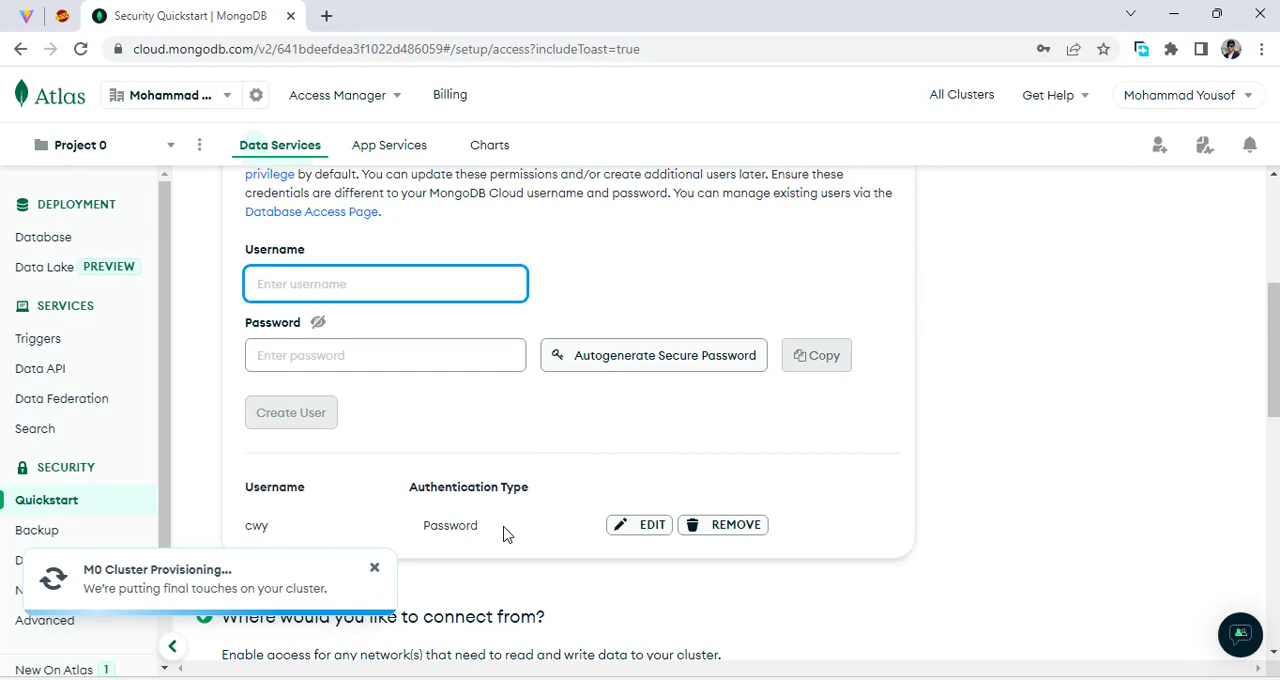 Security Quickstart | MongoDB
cloud.mongodb.com/v2/641bdeefdea3f1022d486059#/setup/access?includeToast=true
Atlas
Mohammad ...
Access Manager
Billing
All Clusters
Get Help
Mohammad Yousof
Project 0
Data Services
App Services
Charts
DEPLOYMENT
Database
Data Lake PREVIEW
SERVICES
Triggers
Data API
Data Federation
Search
SECURITY
Quickstart
Backup
Advanced
New On Atlas 1
privilege by default. You can update these permissions and/or create additional users later. Ensure these
credentials are different to your MongoDB Cloud username and password. You can manage existing users via the
Database Access Page.
Username
Enter username
Password
Enter password
Autogenerate Secure Password
Copy
Create User
Username Authentication Type
cwy Password EDIT REMOVE
M0 Cluster Provisioning...
We're putting final touches on your cluster.
Where would you like to connect from?
Enable access for any network(s) that need to read and write data to your cluster.